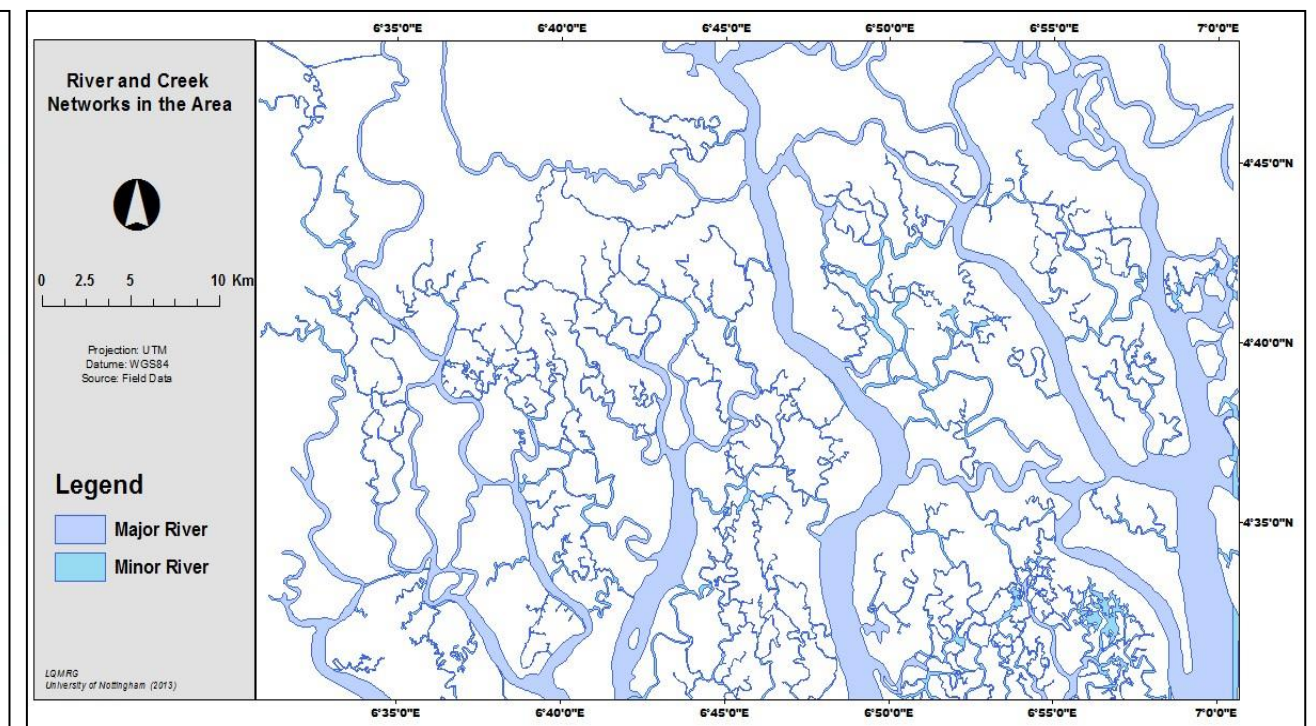 River and Creek
Networks in the Area
0 2.5 5 10 Km
Projection: UTM
Datume: WGS84
Source: Field Data
Legend
Major River
Minor River
LQMRG
University of Nottingham (2013)
6°35'0"E 6°40'0"E 6°45'0"E 6°50'0"E 6°55'0"E 7°0'0"E
4°45'0"N
4°40'0"N
4°35'0"N
6°35'0"E 6°40'0"E 6°45'0"E 6°50'0"E 6°55'0"E 7°0'0"E